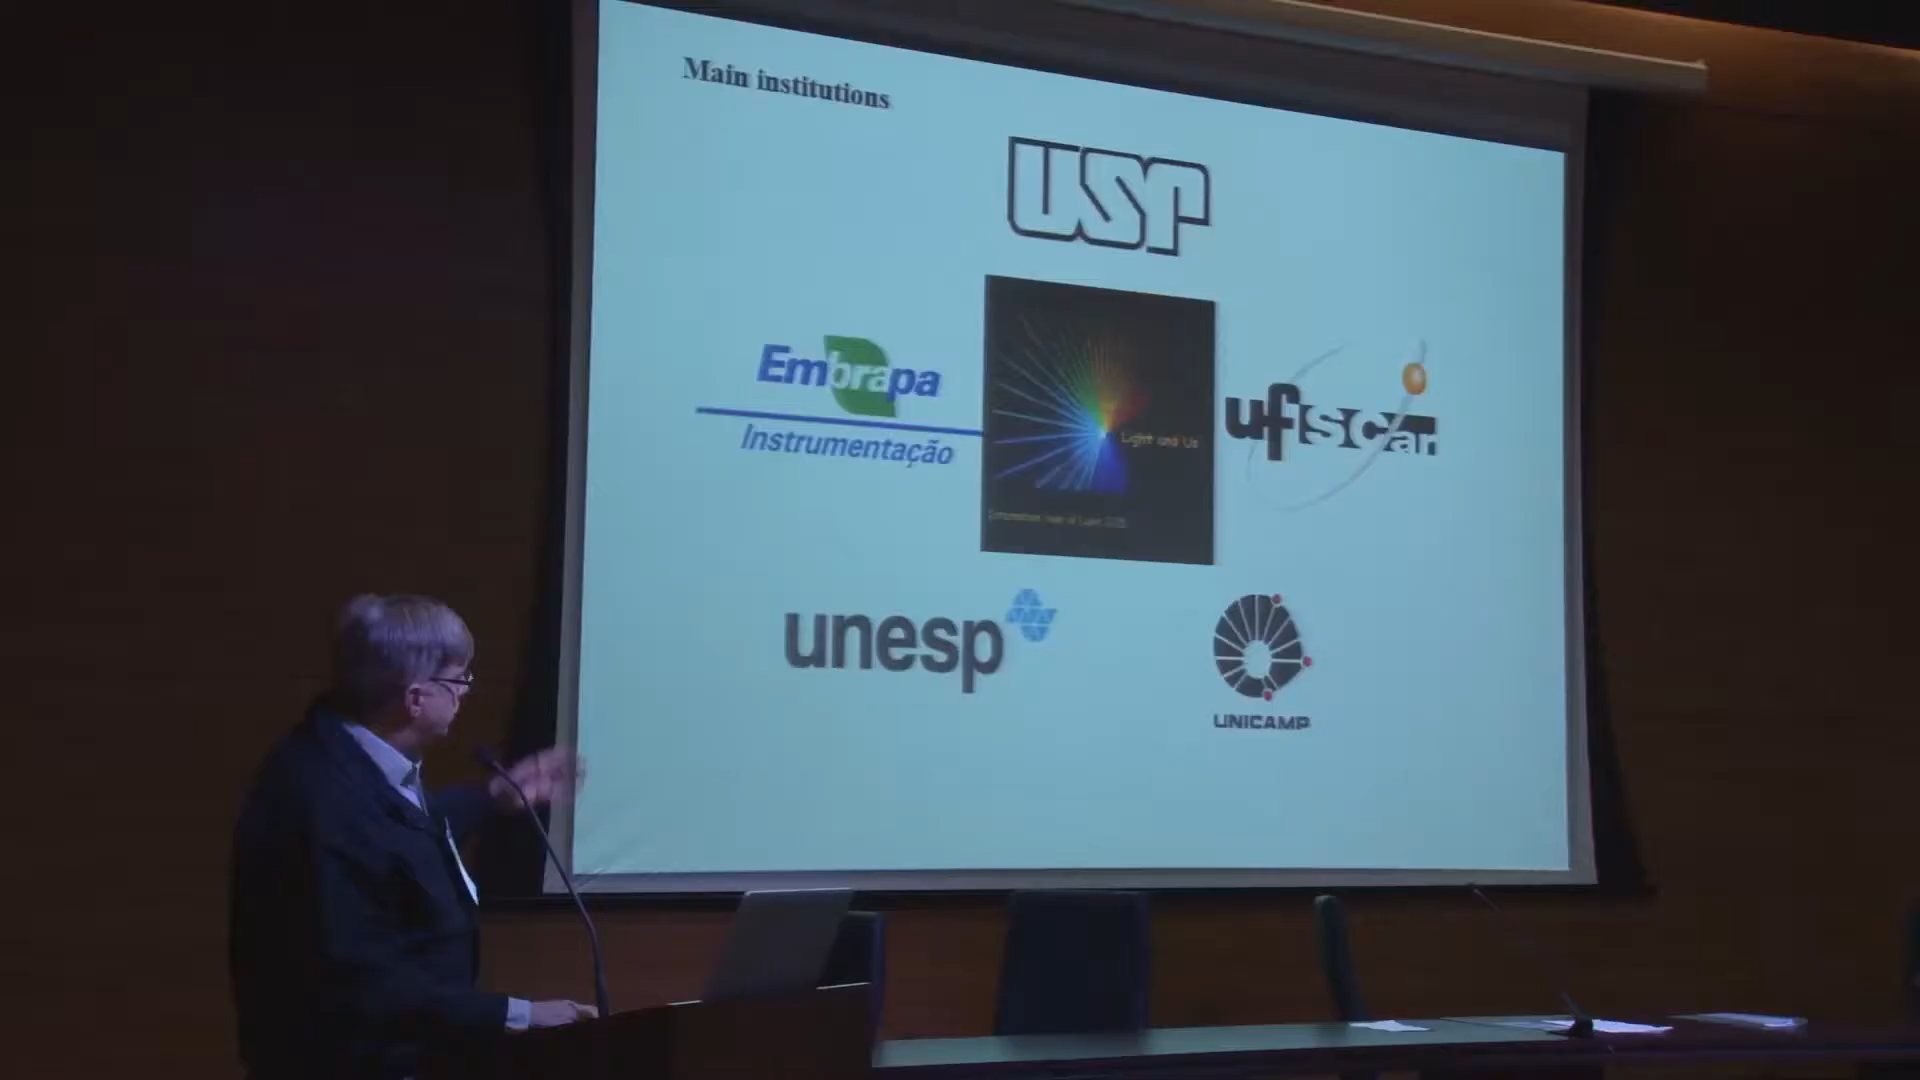 Main institutions
USP
Embrapa
Instrumentação
Light and Us
ufscar
unesp
UNICAMP